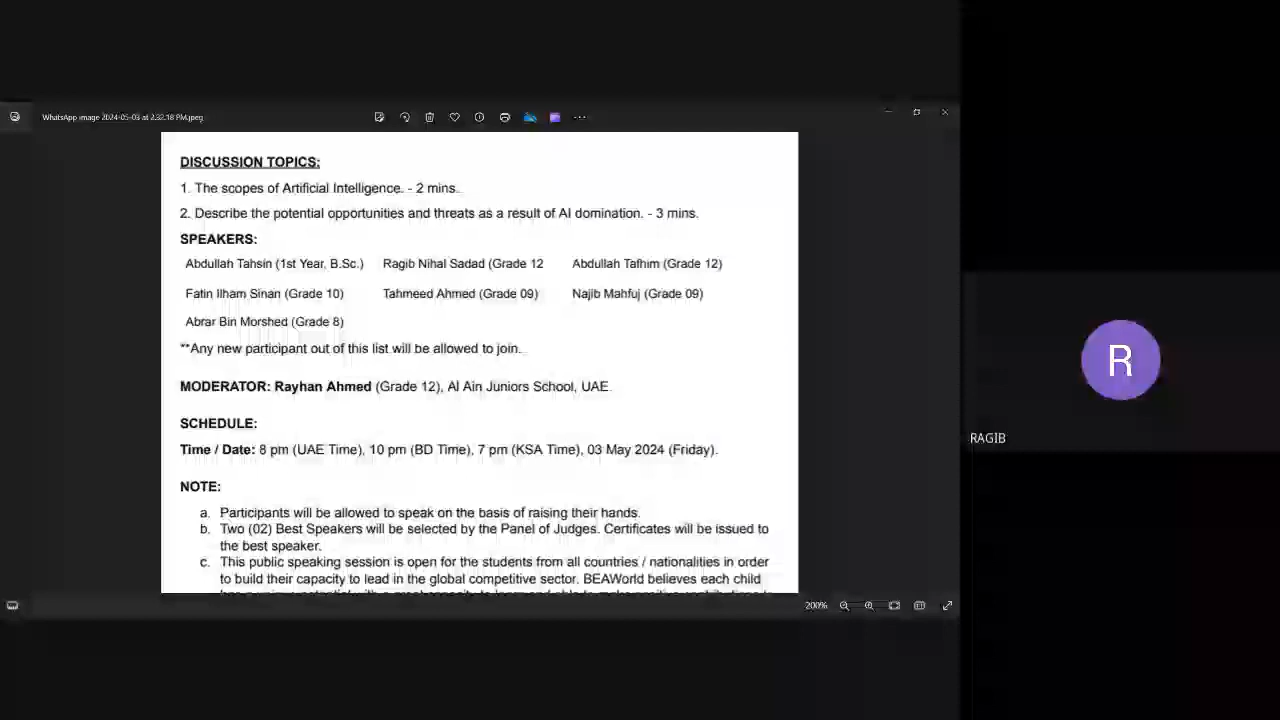 WhatsApp Image 2024-05-03 at 2.32.18 PM.jpeg
DISCUSSION TOPICS:
1. The scopes of Artificial Intelligence. - 2 mins.
2. Describe the potential opportunities and threats as a result of AI domination. - 3 mins.
SPEAKERS:
Abdullah Tahsin (1st Year, B.Sc.) Ragib Nihal Sadad (Grade 12 Abdullah Tafhim (Grade 12)
Fatin Ilham Sinan (Grade 10) Tahmeed Ahmed (Grade 09) Najib Mahfuj (Grade 09)
Abrar Bin Morshed (Grade 8)
**Any new participant out of this list will be allowed to join.
MODERATOR: Rayhan Ahmed (Grade 12), Al Ain Juniors School, UAE.
SCHEDULE:
Time / Date: 8 pm (UAE Time), 10 pm (BD Time), 7 pm (KSA Time), 03 May 2024 (Friday).
NOTE:
a. Participants will be allowed to speak on the basis of raising their hands.
b. Two (02) Best Speakers will be selected by the Panel of Judges. Certificates will be issued to
the best speaker.
c. This public speaking session is open for the students from all countries / nationalities in order
to build their capacity to lead in the global competitive sector. BEAWorld believes each child
200%
R
RAGIB